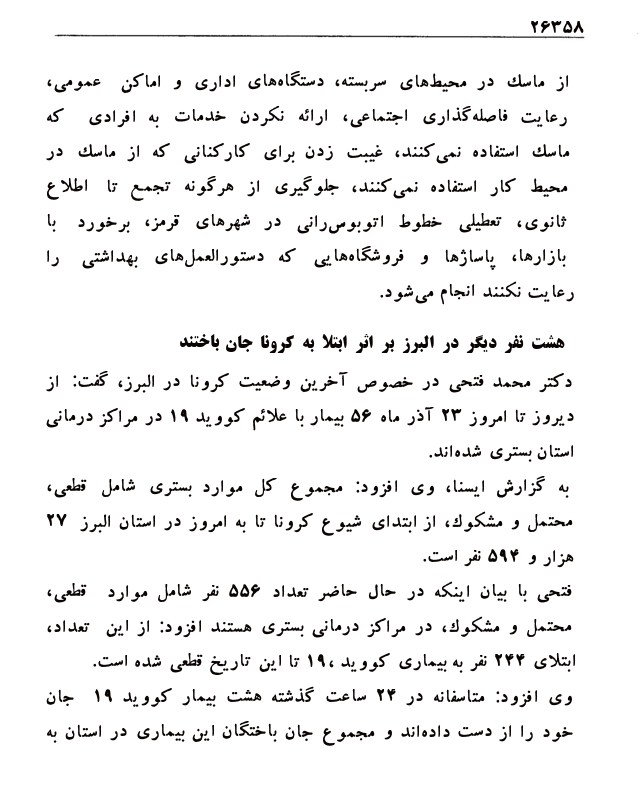 ۲۶۳۵۸
از ماسك در محیط‌های سربسته، دستگاه‌های اداری و اماکن عمومی،
رعایت فاصله‌گذاری اجتماعی، ارائه نکردن خدمات به افرادی که
ماسك استفاده نمی‌کنند، غیبت زدن برای کارکنانی که از ماسك در
محیط کار استفاده نمی‌کنند، جلوگیری از هرگونه تجمع تا اطلاع
ثانوی، تعطیلی خطوط اتوبوس‌رانی در شهرهای قرمز، برخورد با
بازارها، پاساژها و فروشگاه‌هایی که دستورالعمل‌های بهداشتی را
رعایت نکنند انجام می‌شود.
هشت نفر دیگر در البرز بر اثر ابتلا به کرونا جان باختند
دکتر محمد فتحی در خصوص آخرین وضعیت کرونا در البرز، گفت: از
دیروز تا امروز ۲۳ آذر ماه ۵۶ بیمار با علائم کووید ۱۹ در مراکز درمانی
استان بستری شده‌اند.
به گزارش ایسنا، وی افزود: مجموع کل موارد بستری شامل قطعی،
محتمل و مشکوك، از ابتدای شیوع کرونا تا به امروز در استان البرز ۲۷
هزار و ۵۹۴ نفر است.
فتحی با بیان اینکه در حال حاضر تعداد ۵۵۶ نفر شامل موارد قطعی،
محتمل و مشکوك، در مراکز درمانی بستری هستند افزود: از این تعداد،
ابتلای ۲۴۴ نفر به بیماری کووید ،۱۹ تا این تاریخ قطعی شده است.
وی افزود: متاسفانه در ۲۴ ساعت گذشته هشت بیمار کووید ۱۹ جان
خود را از دست داده‌اند و مجموع جان باختگان این بیماری در استان به